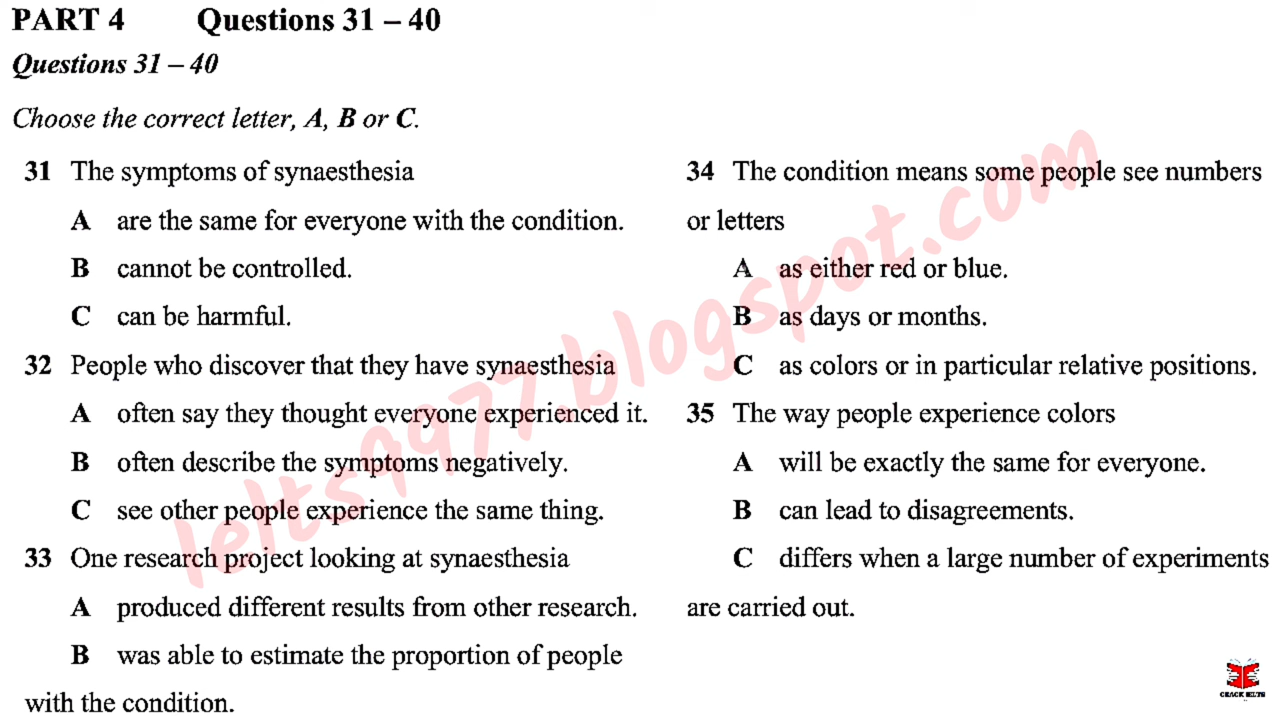 PART 4 Questions 31 – 40
Questions 31 – 40
Choose the correct letter, A, B or C.
31 The symptoms of synaesthesia
A are the same for everyone with the condition.
B cannot be controlled.
C can be harmful.
32 People who discover that they have synaesthesia
A often say they thought everyone experienced it.
B often describe the symptoms negatively.
C see other people experience the same thing.
33 One research project looking at synaesthesia
A produced different results from other research.
B was able to estimate the proportion of people
with the condition.
34 The condition means some people see numbers
or letters
A as either red or blue.
B as days or months.
C as colors or in particular relative positions.
35 The way people experience colors
A will be exactly the same for everyone.
B can lead to disagreements.
C differs when a large number of experiments
are carried out.
Ielts9977.blogspot.com
CRACK IELTS